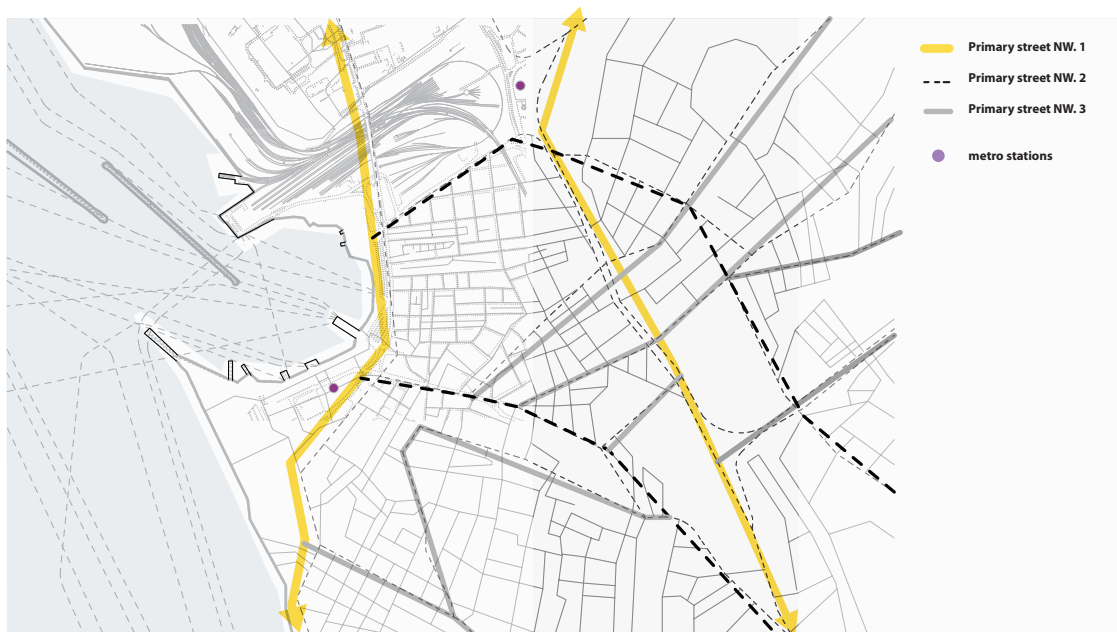 Primary street NW. 1
Primary street NW. 2
Primary street NW. 3
metro stations